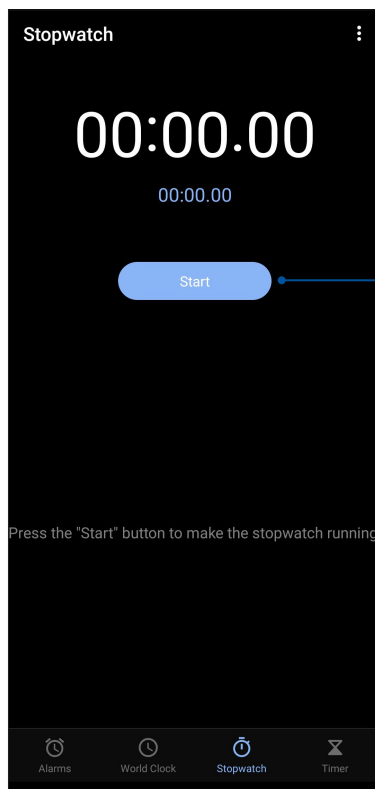 Stopwatch
00:00.00
00:00.00
Start
Press the "Start" button to make the stopwatch running
Alarms World Clock Stopwatch Timer